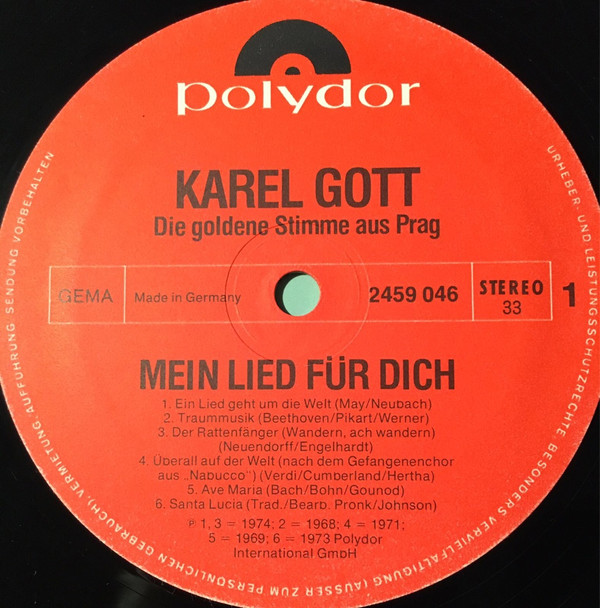 polydor
KAREL GOTT
Die goldene Stimme aus Prag
GEMA
Made in Germany
2459 046
STEREO
33
1
MEIN LIED FÜR DICH
1. Ein Lied geht um die Welt (May/Neubach)
2. Traummusik (Beethoven/Pikart/Werner)
3. Der Rattenfänger (Wandern, ach wandern)
(Neuendorff/Engelhardt)
4. Überall auf der Welt (nach dem Gefangenenchor
aus „Nabucco") (Verdi/Cumberland/Hertha)
5. Ave Maria (Bach/Bohn/Gounod)
6. Santa Lucia (Trad./Bearb. Pronk/Johnson)
℗ 1, 3 = 1974; 2 = 1968; 4 = 1971;
5 = 1969; 6 = 1973 Polydor
International GmbH
URHEBER- UND LEISTUNGSSCHUTZRECHTE, BESONDERS VERVIELFÄLTIGUNG (AUSSER ZUM PERSÖNLICHEN GEBRAUCH), VERMIETUNG, AUFFÜHRUNG, SENDUNG VORBEHALTEN